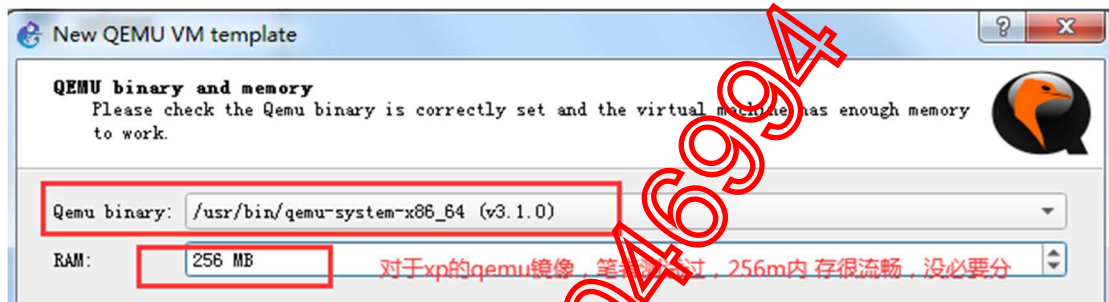 New QEMU VM template
QEMU binary and memory
Please check the Qemu binary is correctly set and the virtual machine has enough memory
to work.
Qemu binary: /usr/bin/qemu-system-x86_64 (v3.1.0)
RAM: 256 MB
对于xp的qemu镜像，笔者测试过，256m内 存很流畅，没必要分
046994